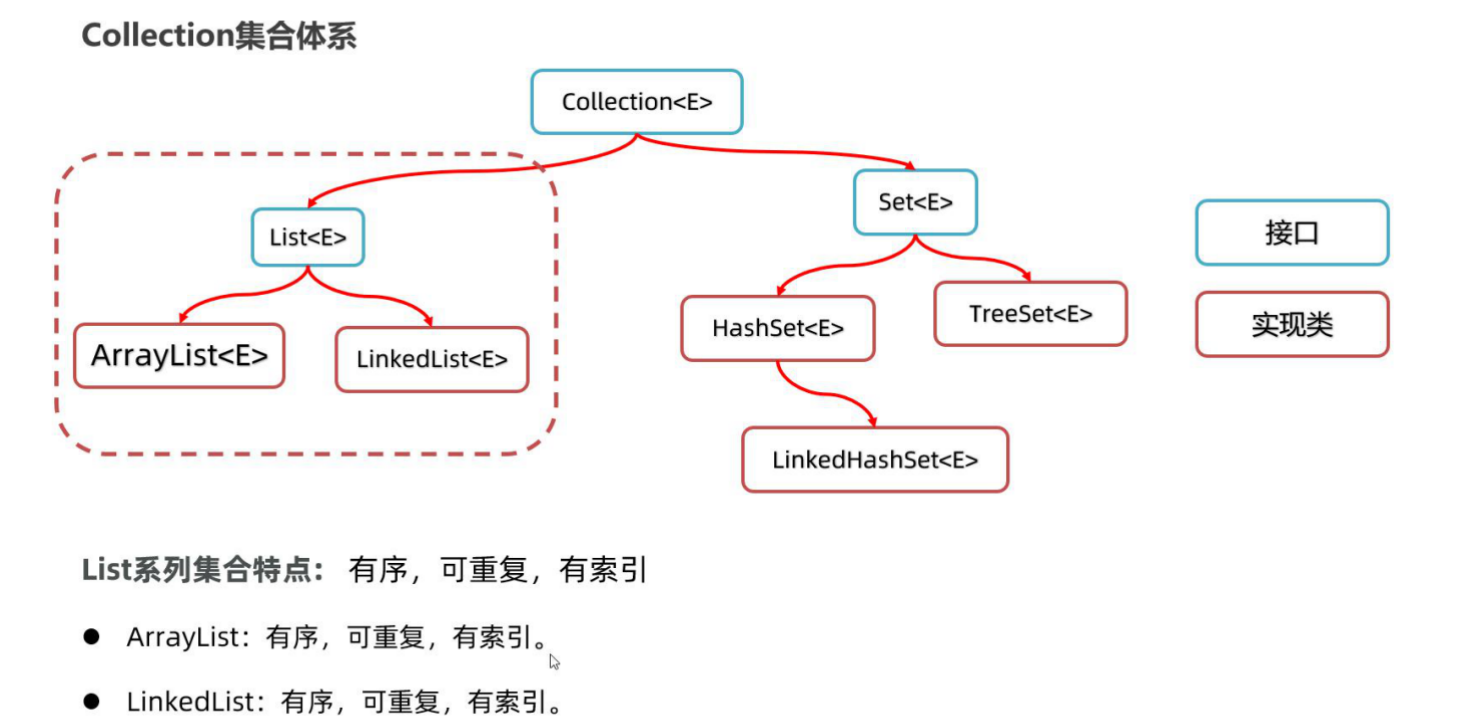 Collection集合体系
Collection<E>
List<E>
Set<E>
接口
ArrayList<E>
LinkedList<E>
HashSet<E>
TreeSet<E>
实现类
LinkedHashSet<E>
List系列集合特点: 有序，可重复，有索引
● ArrayList：有序，可重复，有索引。
● LinkedList：有序，可重复，有索引。